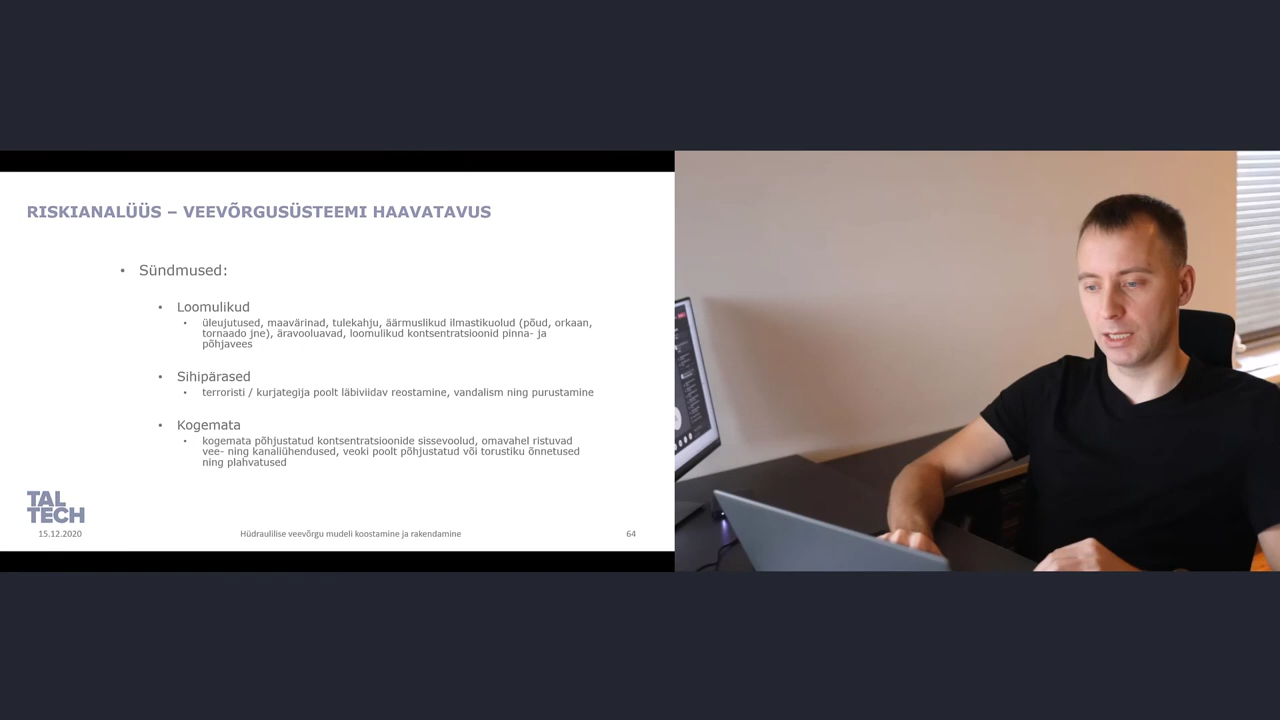 RISKIANALÜÜS – VEEVÕRGUSÜSTEEMI HAAVATAVUS
• Sündmused:
• Loomulikud
• üleujutused, maavärinad, tulekahju, äärmuslikud ilmastikuolud (põud, orkaan,
tornaado jne), äravooluavad, loomulikud kontsentratsioonid pinna- ja
põhjavees
• Sihipärased
• terroristi / kurjategija poolt läbiviidav reostamine, vandalism ning purustamine
• Kogemata
• kogemata põhjustatud kontsentratsioonide sissevoolud, omavahel ristuvad
vee- ning kanaliühendused, veoki poolt põhjustatud või torustiku õnnetused
ning plahvatused
TAL
TECH
15.12.2020
Hüdraulilise veevõrgu mudeli koostamine ja rakendamine
64